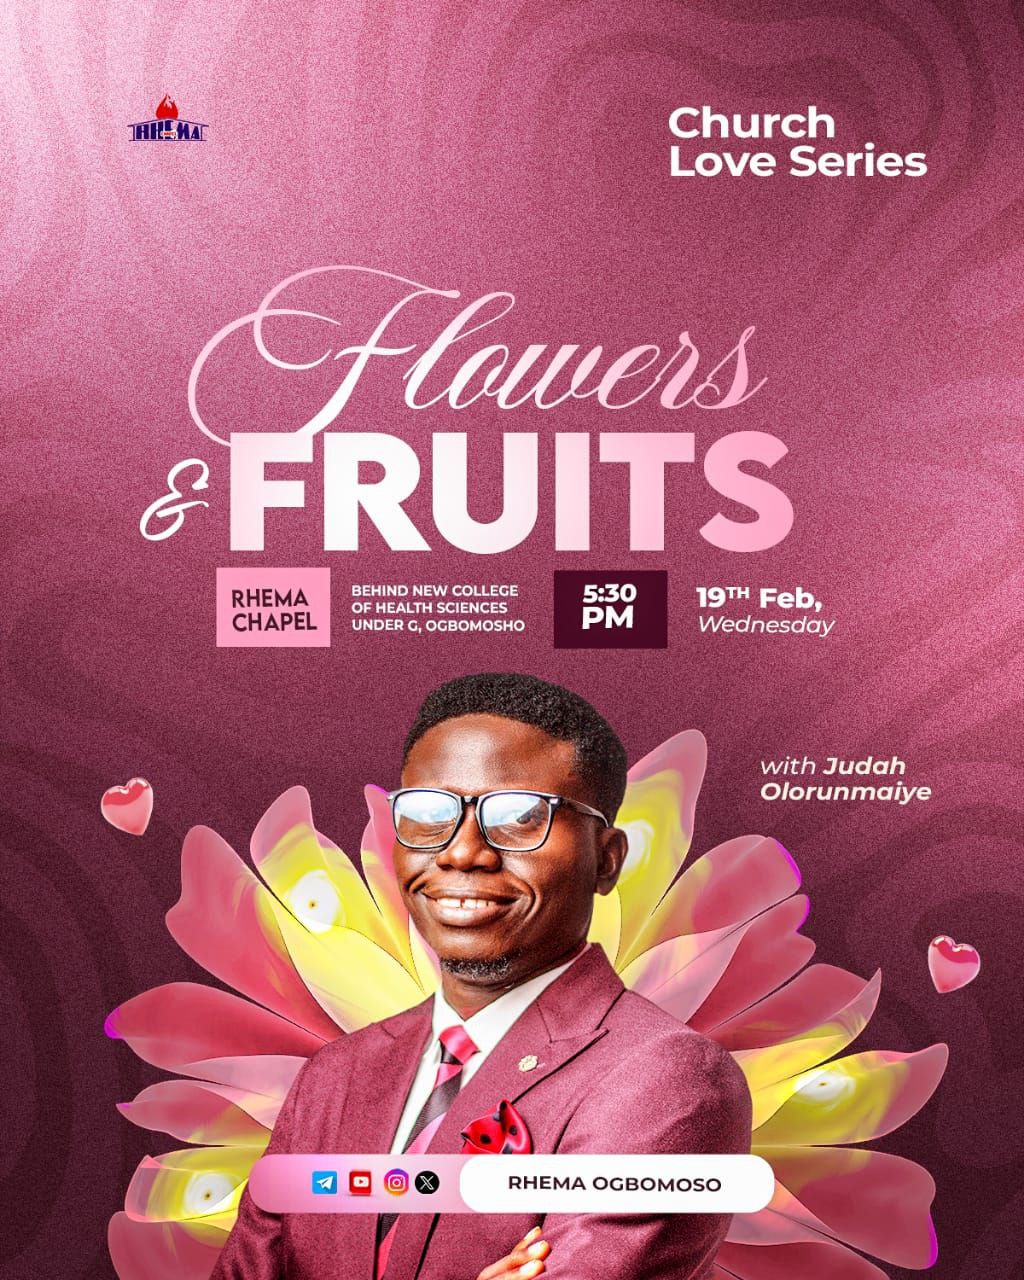 RHEMA
Church
Love Series
Flowers
& FRUITS
RHEMA
CHAPEL
BEHIND NEW COLLEGE
OF HEALTH SCIENCES
UNDER G, OGBOMOSHO
5:30
PM
19TH Feb,
Wednesday
with Judah
Olorunmaiye
RHEMA OGBOMOSO